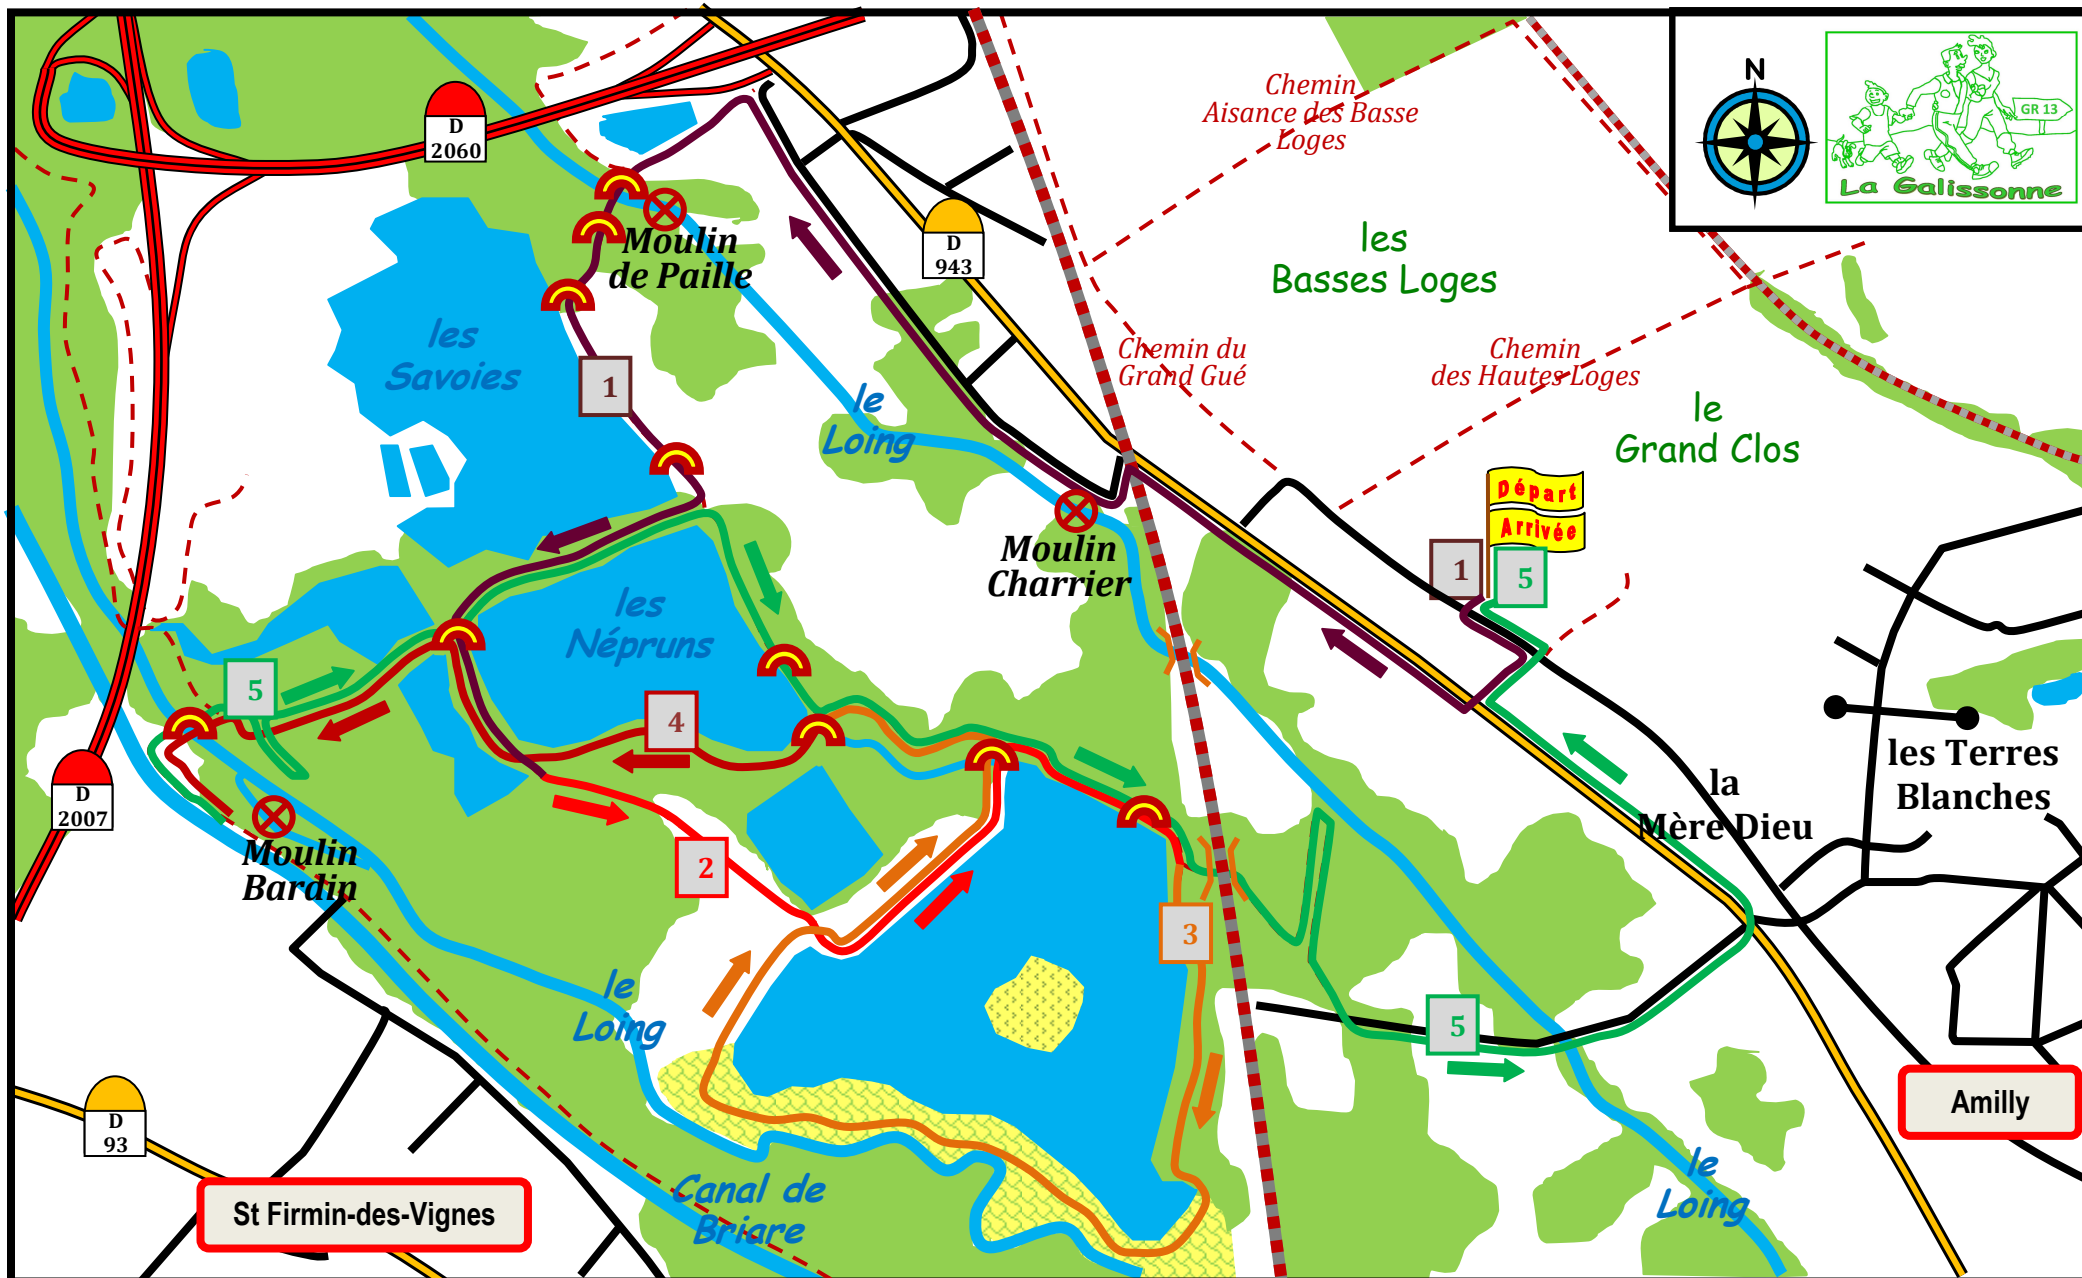 N
GR 13
La Galissonne
D
2060
Chemin
Aisance des Basse
Loges
D
943
les
Basses Loges
Moulin
de Paille
les
Savoies
1
Chemin du
Grand Gué
Chemin
des Hautes Loges
le
Loing
le
Grand Clos
Départ
Arrivée
1
5
Moulin
Charrier
les
Népruns
5
4
les Terres
Blanches
la
Mère Dieu
D
2007
Moulin
Bardin
2
3
le
Loing
5
D
93
Amilly
St Firmin-des-Vignes
Canal de
Briare
le
Loing